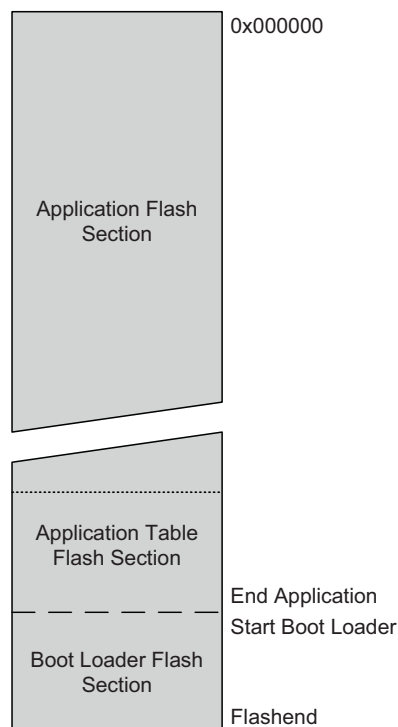 0x000000
Application Flash
Section
Application Table
Flash Section
End Application
Start Boot Loader
Boot Loader Flash
Section
Flashend